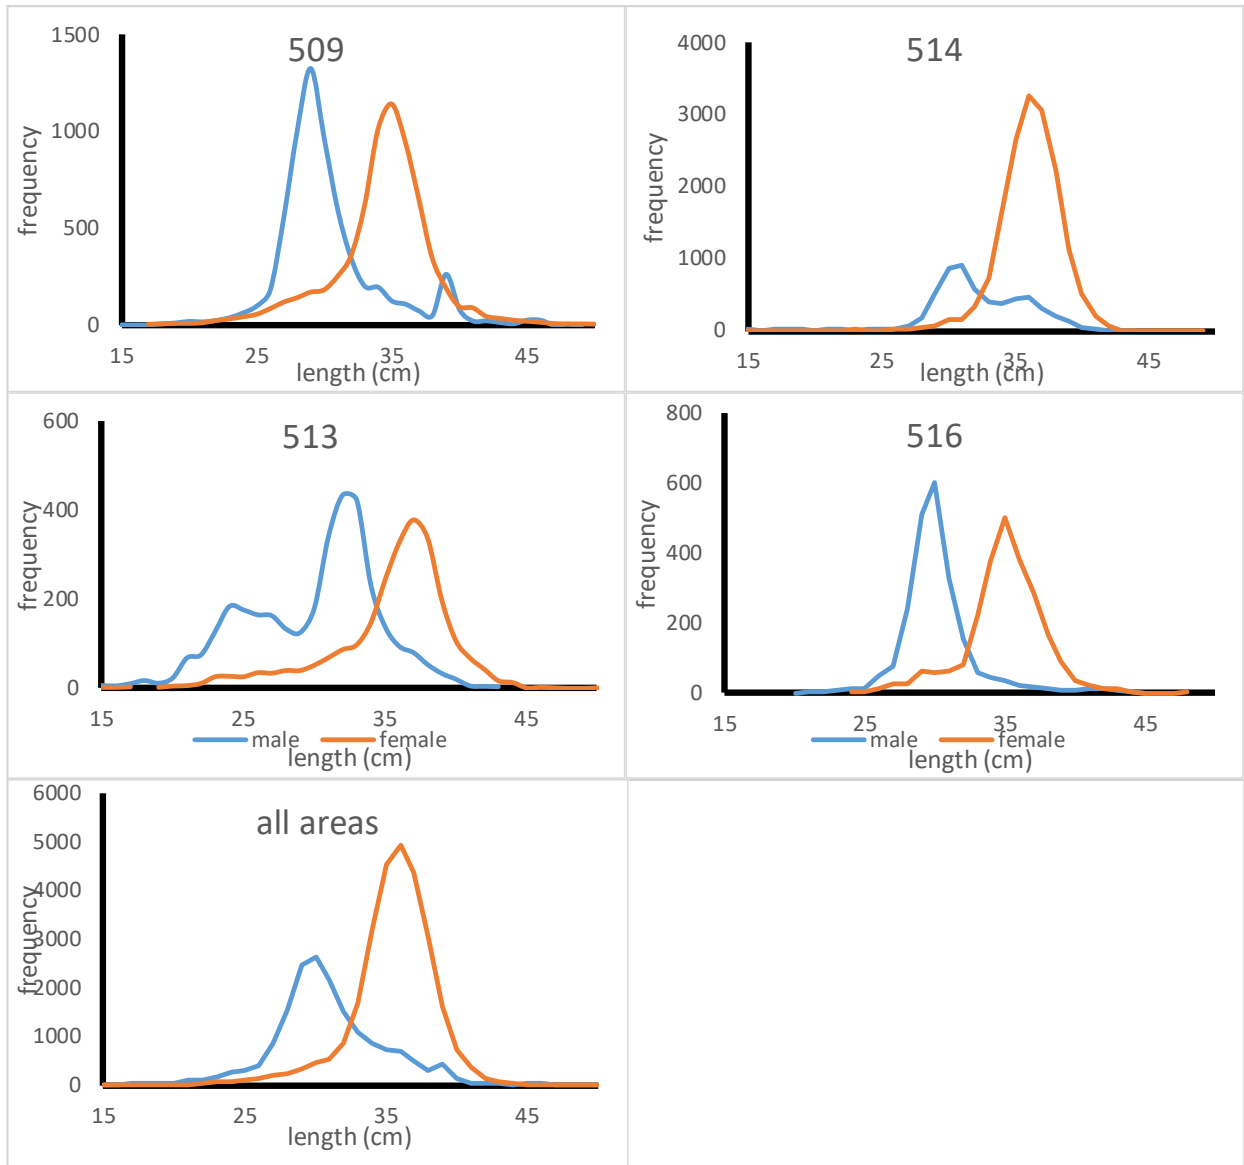 509
1500
1000
500
0
frequency
15 25 35 45
length (cm)
514
4000
3000
2000
1000
0
frequency
15 25 35 45
length (cm)
513
600
400
200
0
frequency
15 25 35 45
male female
length (cm)
516
800
600
400
200
0
frequency
15 25 35 45
male female
length (cm)
all areas
6000
5000
4000
3000
2000
1000
0
frequency
15 25 35 45
length (cm)